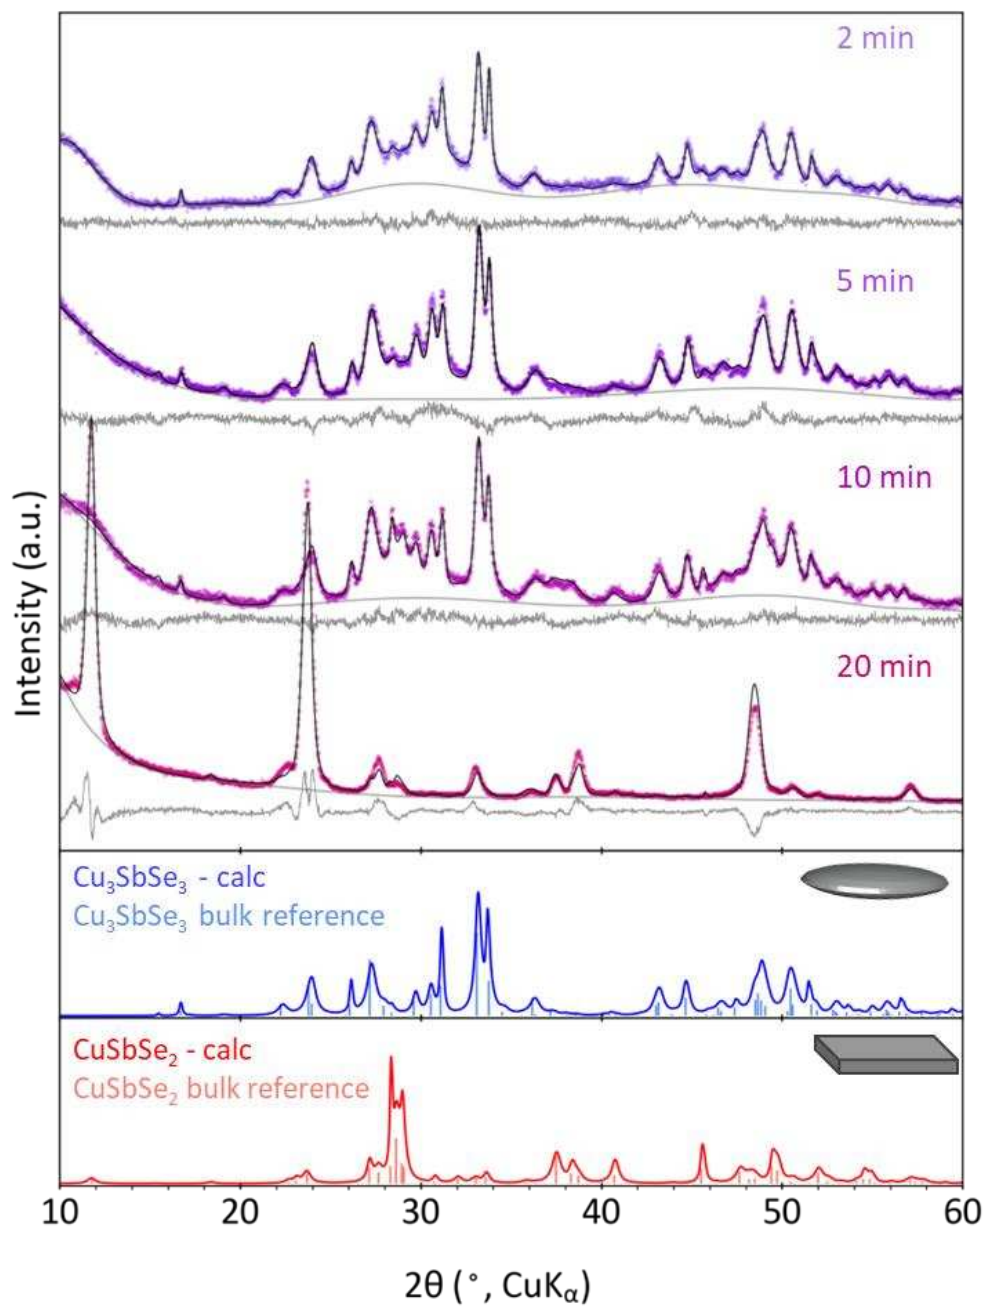 2 min
5 min
10 min
20 min
Intensity (a.u.)
Cu₃SbSe₃ - calc
Cu₃SbSe₃ bulk reference
CuSbSe₂ - calc
CuSbSe₂ bulk reference
10 20 30 40 50 60
2θ (°, CuKα)